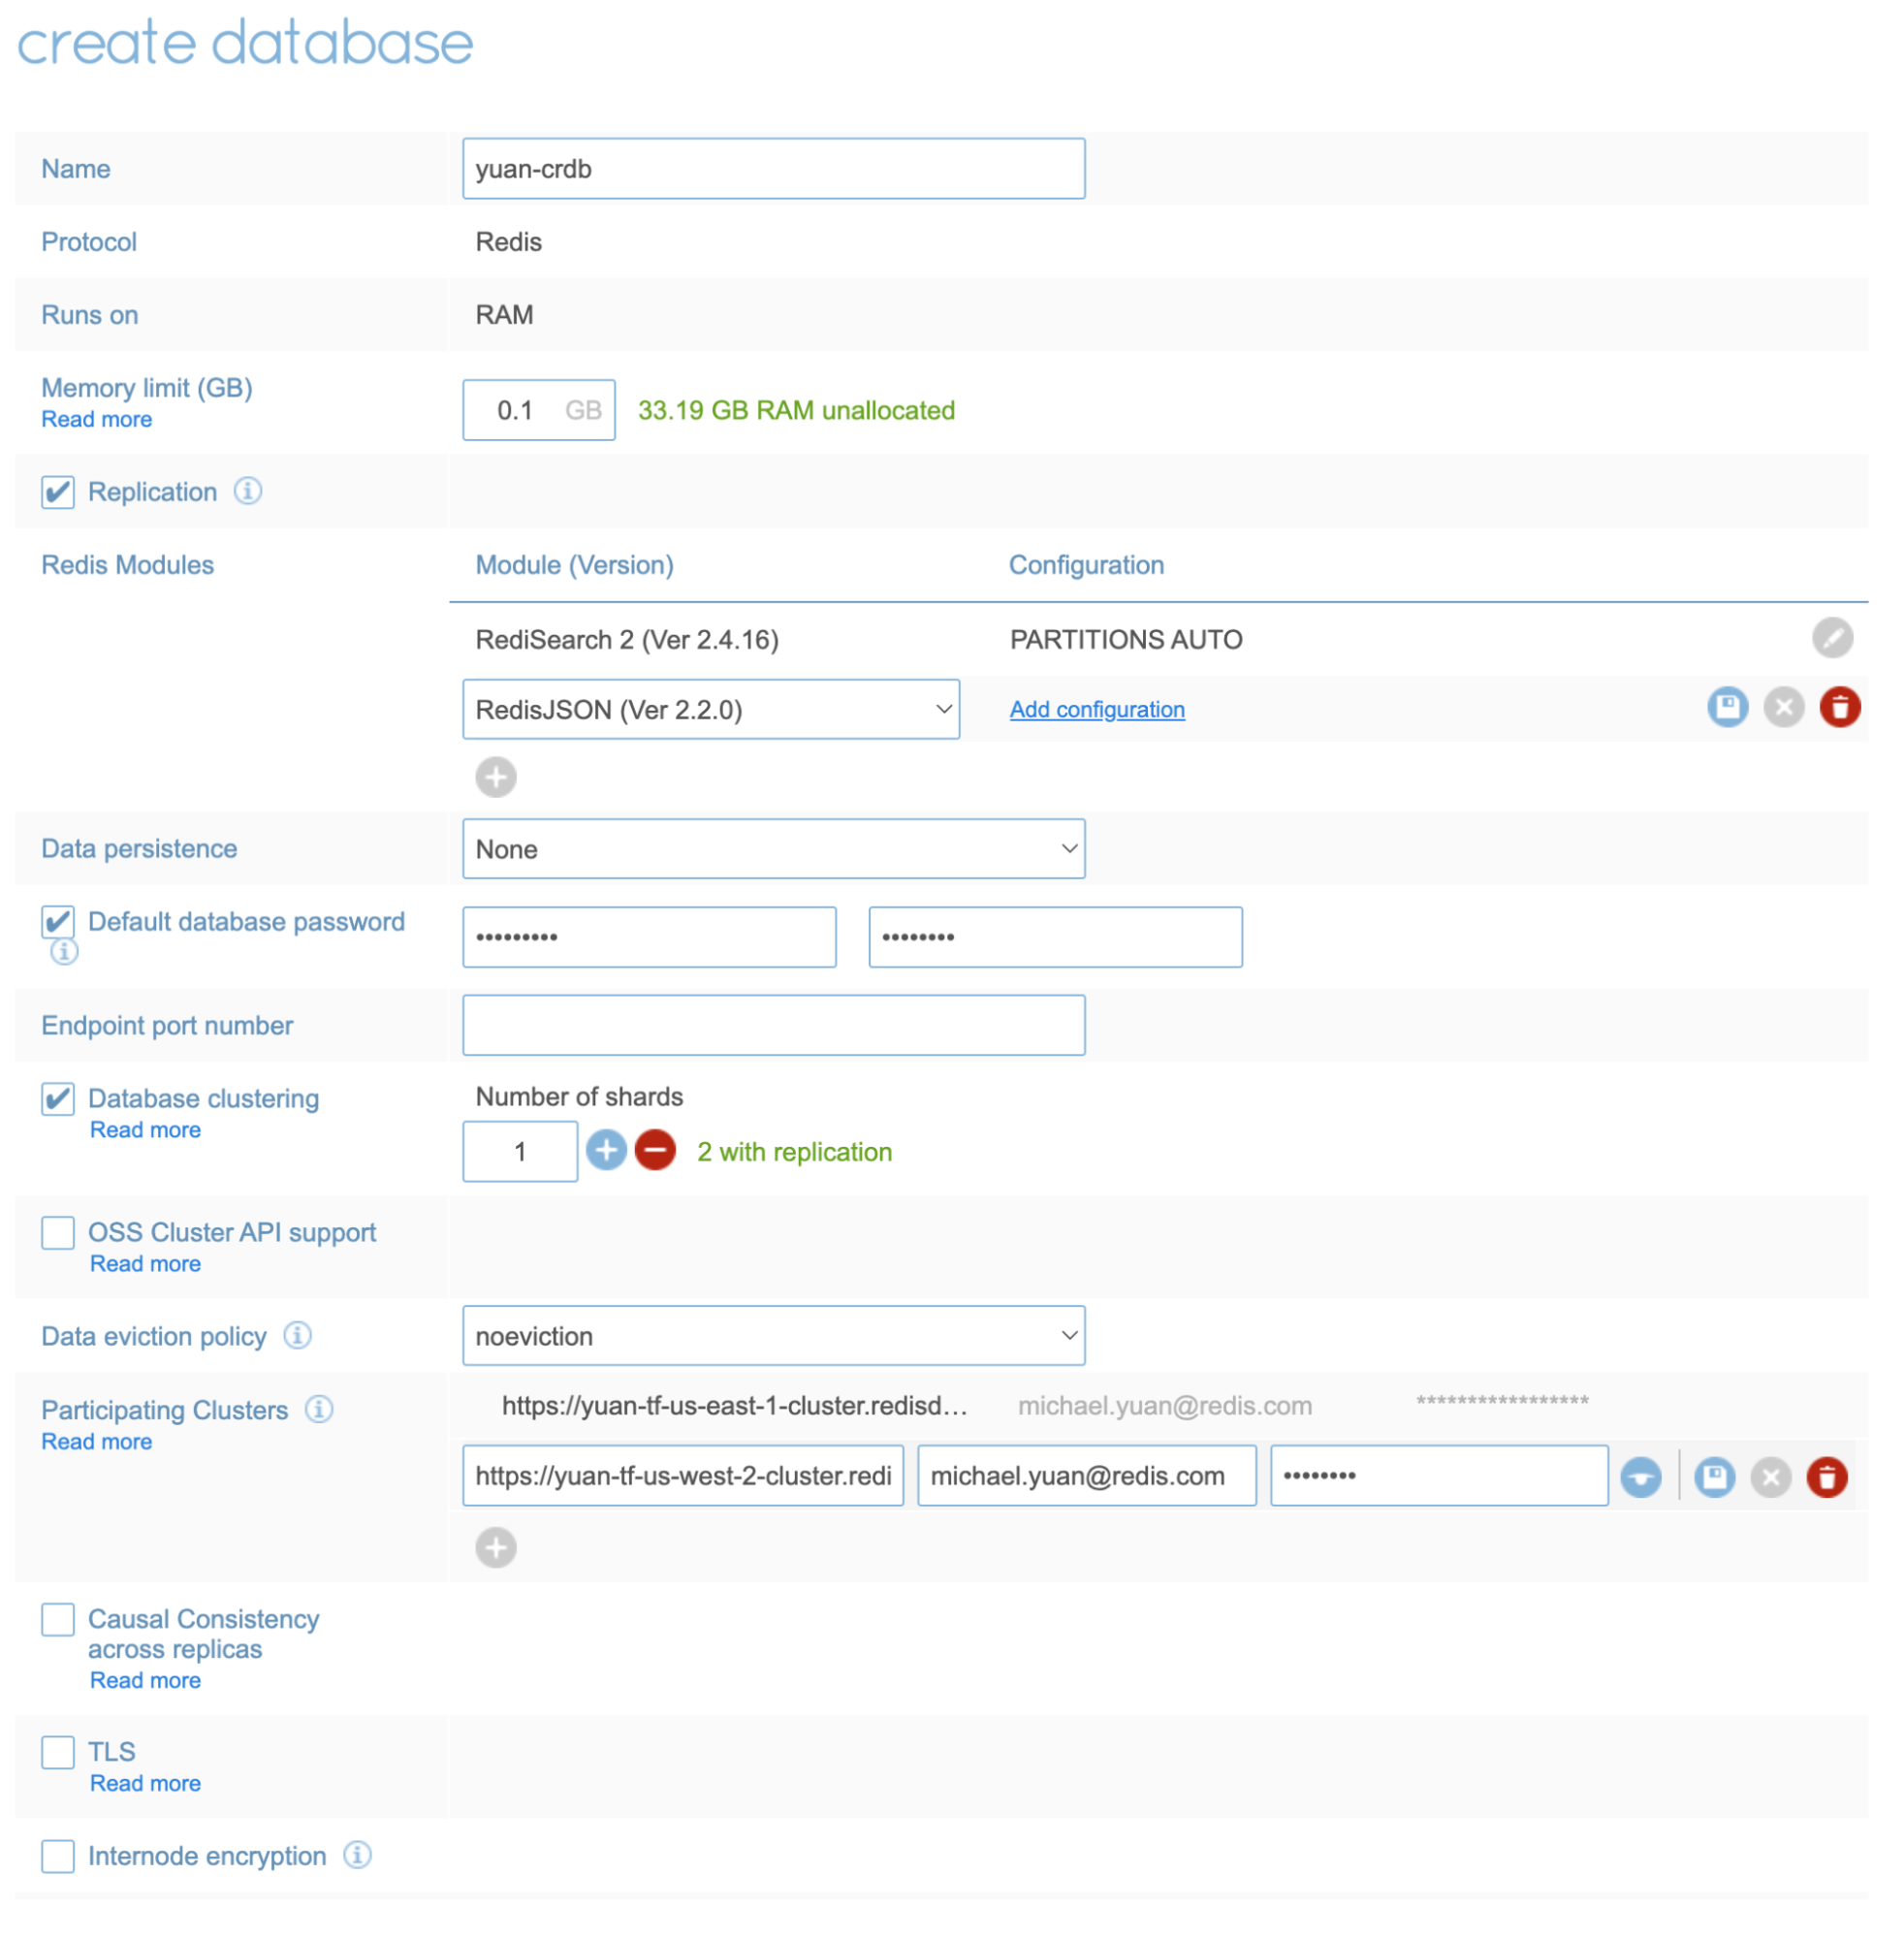 create database
Name
yuan-crdb
Protocol
Redis
Runs on
RAM
Memory limit (GB)
Read more
0.1 GB
33.19 GB RAM unallocated
Replication
Redis Modules
Module (Version)
Configuration
RediSearch 2 (Ver 2.4.16)
PARTITIONS AUTO
RedisJSON (Ver 2.2.0)
Add configuration
Data persistence
None
Default database password
•••••••••
••••••••
Endpoint port number
Database clustering
Read more
Number of shards
1
2 with replication
OSS Cluster API support
Read more
Data eviction policy
noeviction
Participating Clusters
Read more
https://yuan-tf-us-east-1-cluster.redisd...
michael.yuan@redis.com
*****************
https://yuan-tf-us-west-2-cluster.redi
michael.yuan@redis.com
••••••••
Causal Consistency
across replicas
Read more
TLS
Read more
Internode encryption